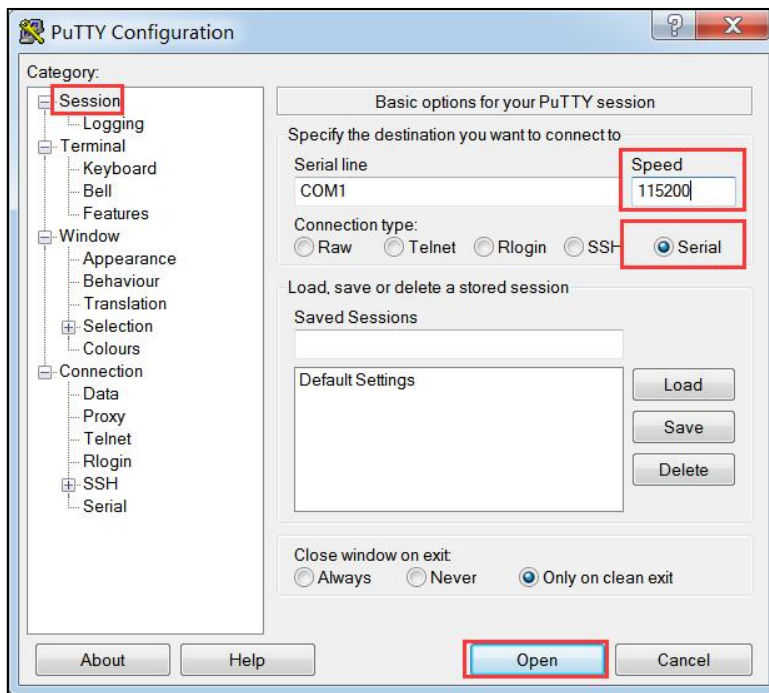 PuTTY Configuration
Category:
Session
Logging
Terminal
Keyboard
Bell
Features
Window
Appearance
Behaviour
Translation
Selection
Colours
Connection
Data
Proxy
Telnet
Rlogin
SSH
Serial
Basic options for your PuTTY session
Specify the destination you want to connect to
Serial line Speed
COM1 115200
Connection type:
Raw Telnet Rlogin SSH Serial
Load, save or delete a stored session
Saved Sessions
Default Settings
Load
Save
Delete
Close window on exit:
Always Never Only on clean exit
About Help Open Cancel